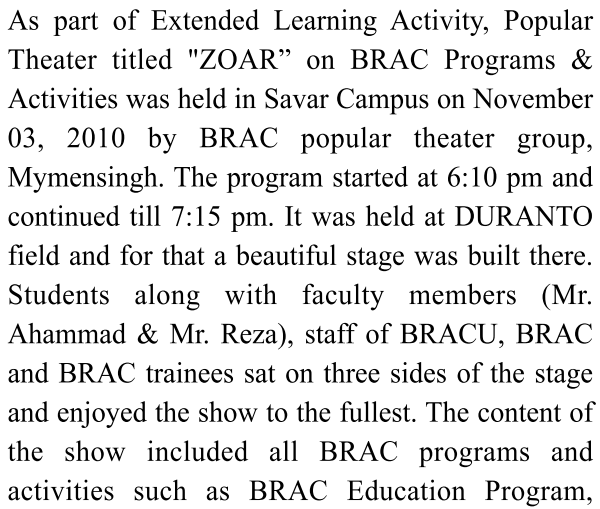 As part of Extended Learning Activity, Popular
Theater titled "ZOAR” on BRAC Programs &
Activities was held in Savar Campus on November
03, 2010 by BRAC popular theater group,
Mymensingh. The program started at 6:10 pm and
continued till 7:15 pm. It was held at DURANTO
field and for that a beautiful stage was built there.
Students along with faculty members (Mr.
Ahammad & Mr. Reza), staff of BRACU, BRAC
and BRAC trainees sat on three sides of the stage
and enjoyed the show to the fullest. The content of
the show included all BRAC programs and
activities such as BRAC Education Program,